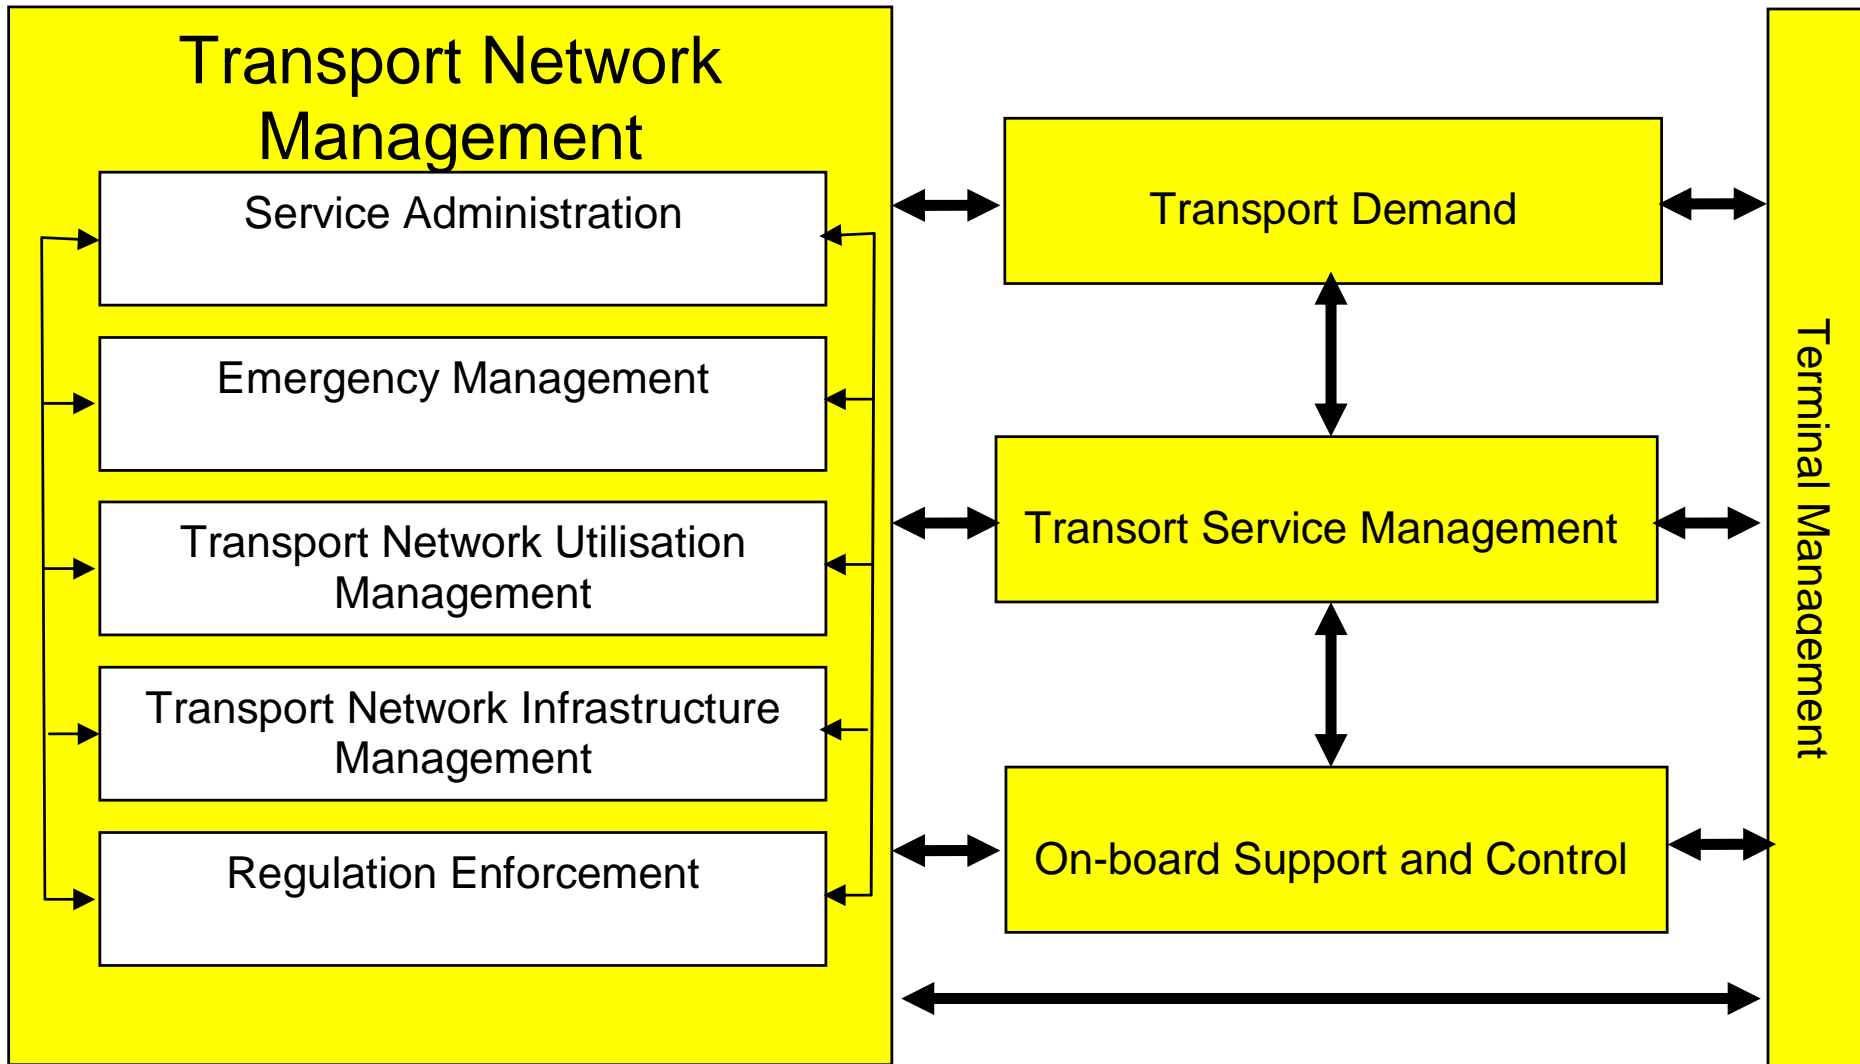 Transport Network
Management
Service Administration
Emergency Management
Transport Network Utilisation
Management
Transport Network Infrastructure
Management
Regulation Enforcement
Transport Demand
Transort Service Management
On-board Support and Control
Terminal Management